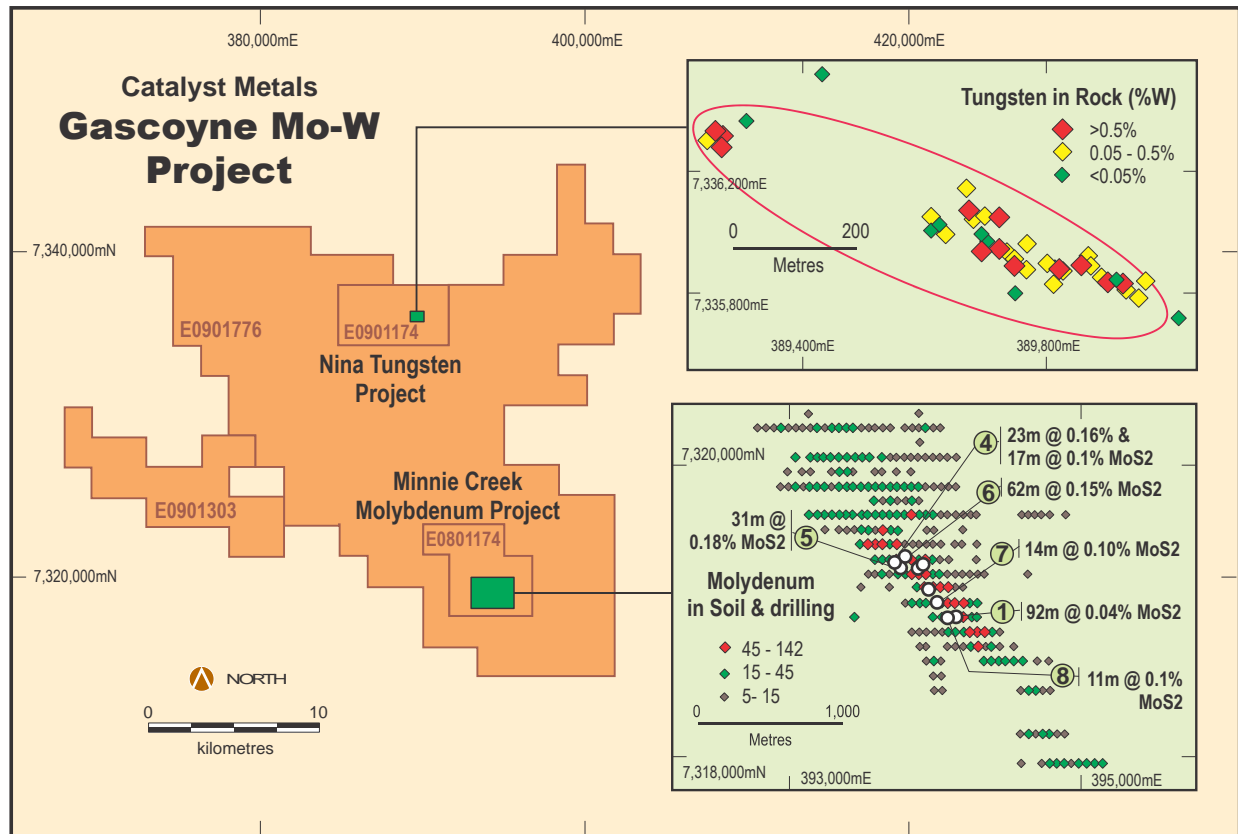 380,000mE
400,000mE
420,000mE
Catalyst Metals
Gascoyne Mo-W
Project
7,340,000mN
7,320,000mN
E0901776
E0901174
Nina Tungsten
Project
E0901303
Minnie Creek
Molybdenum Project
E0801174
NORTH
0
10
kilometres
Tungsten in Rock (%W)
>0.5%
0.05 - 0.5%
<0.05%
7,336,200mE
0
200
Metres
7,335,800mE
389,400mE
389,800mE
7,320,000mN
4
23m @ 0.16% &
17m @ 0.1% MoS2
6
62m @ 0.15% MoS2
31m @
0.18% MoS2
5
7
14m @ 0.10% MoS2
Molydenum
in Soil & drilling
1
92m @ 0.04% MoS2
45 - 142
15 - 45
5- 15
8
11m @ 0.1%
MoS2
0
1,000
Metres
7,318,000mN
393,000mE
395,000mE